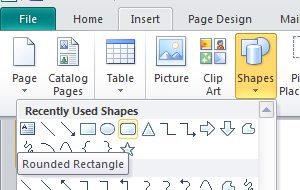 File Home Insert Page Design
Page Catalog Pages Table Picture Clip Art Shapes
Recently Used Shapes
Rounded Rectangle